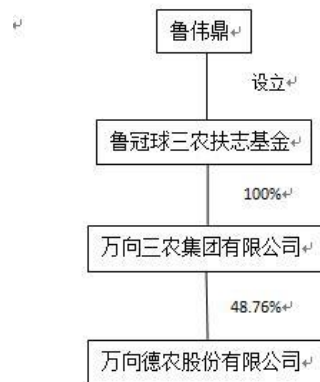 鲁伟鼎
设立
鲁冠球三农扶志基金
100%
万向三农集团有限公司
48.76%
万向德农股份有限公司